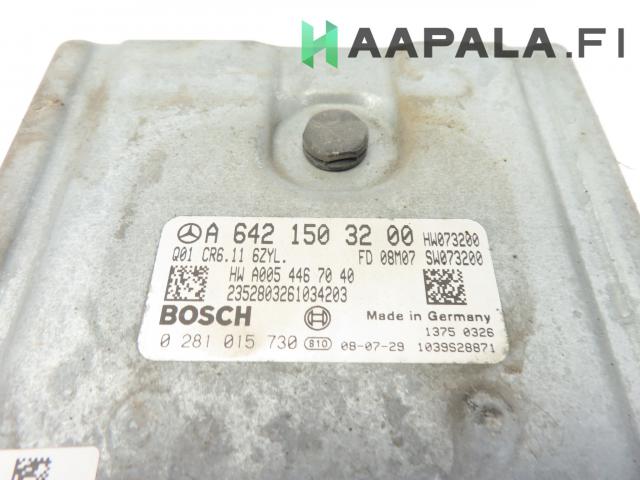 HAAPALA.FI
A 642 150 32 00 HW073200
Q01 CR6.11 6ZYL. FD 08M07 SW073200
HW A005 446 70 40
2352803261034203
BOSCH Made in Germany
1375 0326
0 281 015 730 810 08-07-29 1039S28871